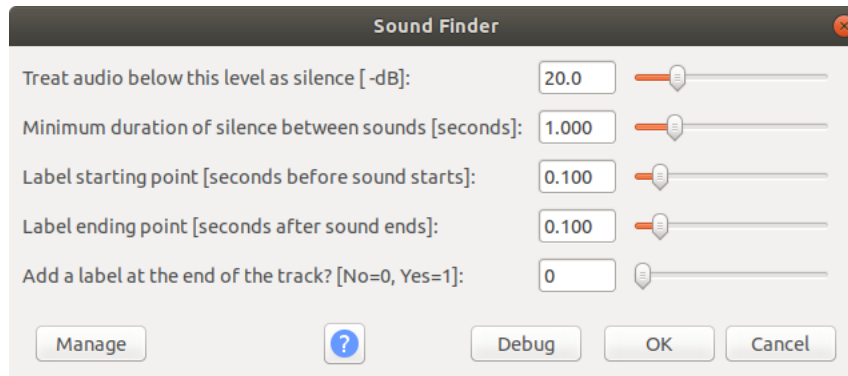 Sound Finder
Treat audio below this level as silence [ -dB]: 20.0
Minimum duration of silence between sounds [seconds]: 1.000
Label starting point [seconds before sound starts]: 0.100
Label ending point [seconds after sound ends]: 0.100
Add a label at the end of the track? [No=0, Yes=1]: 0
Manage ? Debug OK Cancel